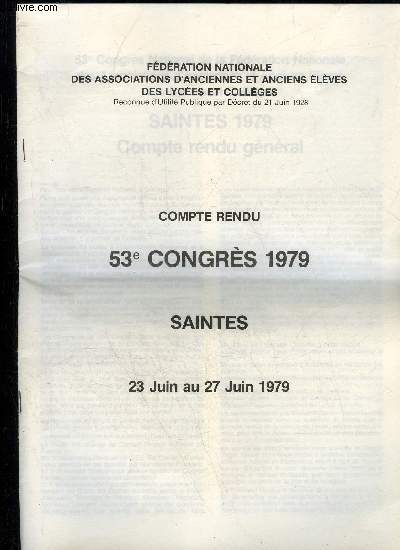 FÉDÉRATION NATIONALE
DES ASSOCIATIONS D'ANCIENNES ET ANCIENS ÉLÈVES
DES LYCÉES ET COLLÈGES
Reconnue d'Utilité Publique par Décret du 21 Juin 1928
SAINTES 1979
Compte rendu général
COMPTE RENDU
53e CONGRÈS 1979
SAINTES
23 Juin au 27 Juin 1979